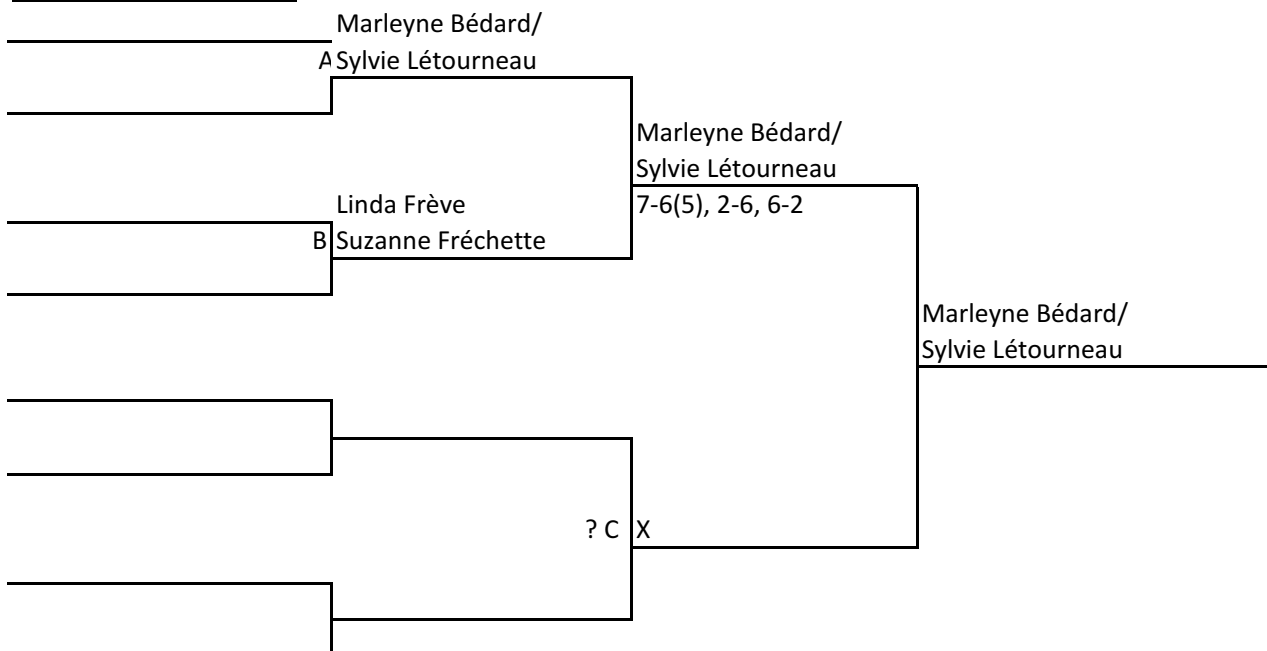 Marleyne Bédard/
A Sylvie Létourneau
Marleyne Bédard/
Sylvie Létourneau
Linda Frève
7-6(5), 2-6, 6-2
B Suzanne Fréchette
Marleyne Bédard/
Sylvie Létourneau
? C X